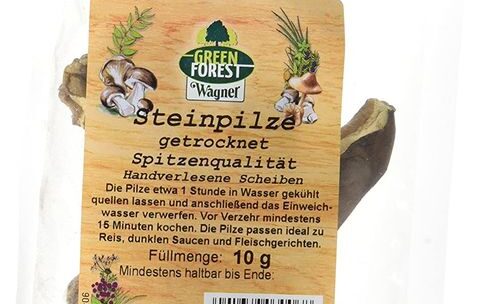 GREEN
FOREST
Wagner
Steinpilze
getrocknet
Spitzenqualität
Handverlesene Scheiben
Die Pilze etwa 1 Stunde in Wasser gekühlt
quellen lassen und anschließend das Einweich-
wasser verwerfen. Vor Verzehr mindestens
15 Minuten kochen. Die Pilze passen ideal zu
Reis, dunklen Saucen und Fleischgerichten.
Füllmenge: 10 g
Mindestens haltbar bis Ende: